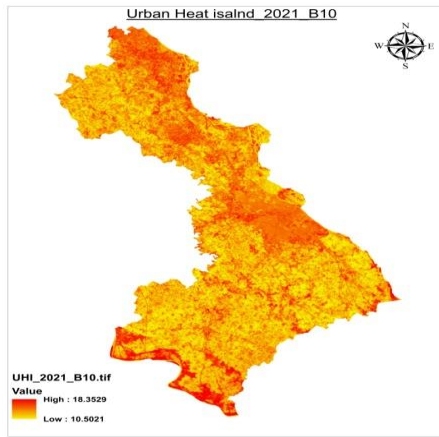 Urban Heat isalnd_2021_B10
N
W E
S
UHI_2021_B10.tif
Value
High : 18.3529
Low : 10.5021